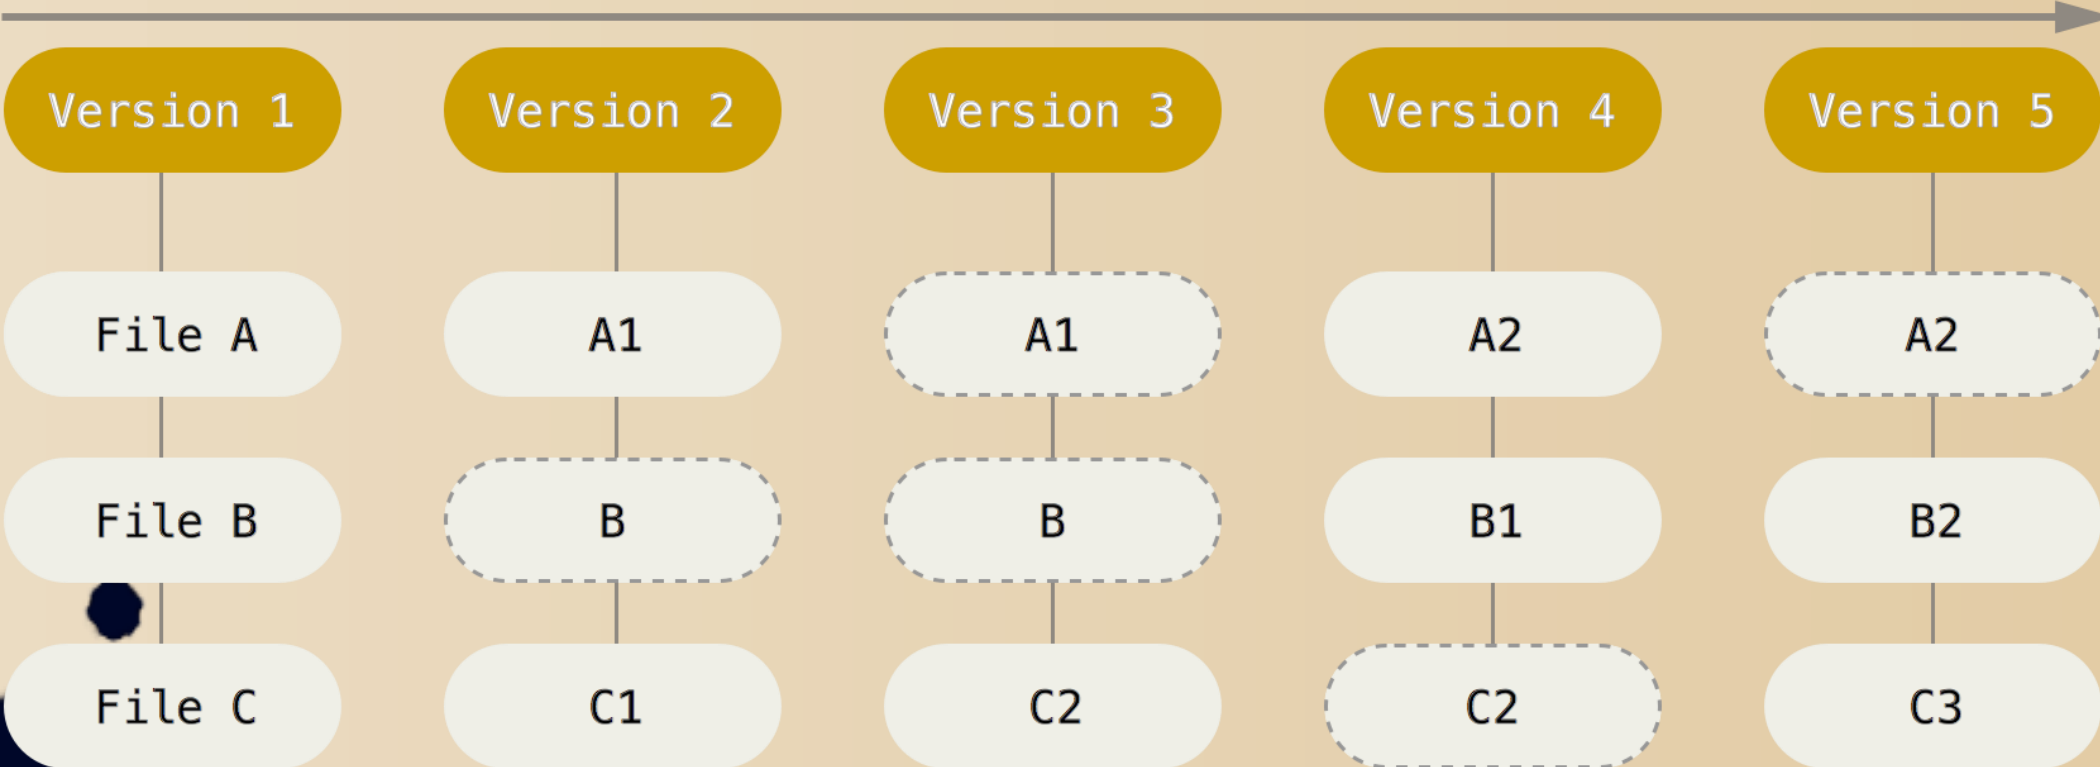 Version 1 Version 2 Version 3 Version 4 Version 5
File A A1 A1 A2 A2
File B B B B1 B2
File C C1 C2 C2 C3